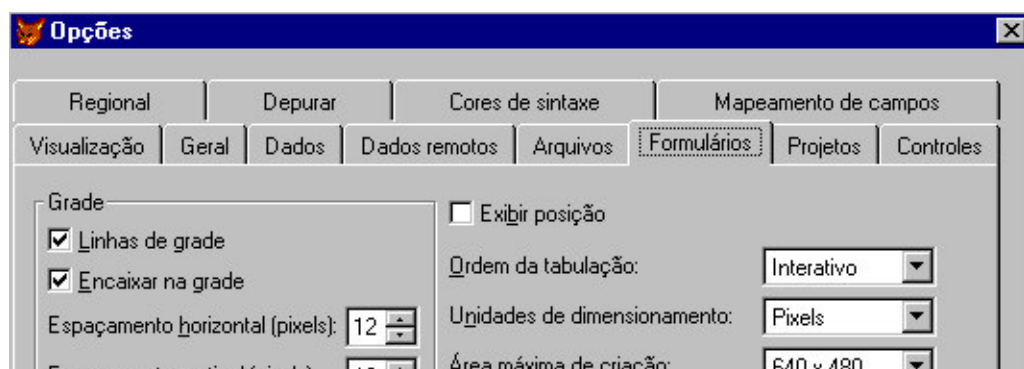 Opções
Regional Depurar Cores de sintaxe Mapeamento de campos
Visualização Geral Dados Dados remotos Arquivos Formulários Projetos Controles
Grade
Linhas de grade
Encaixar na grade
Espaçamento horizontal (pixels): 12
Exibir posição
Ordem da tabulação: Interativo
Unidades de dimensionamento: Pixels
Área máxima de criação: 640 x 480